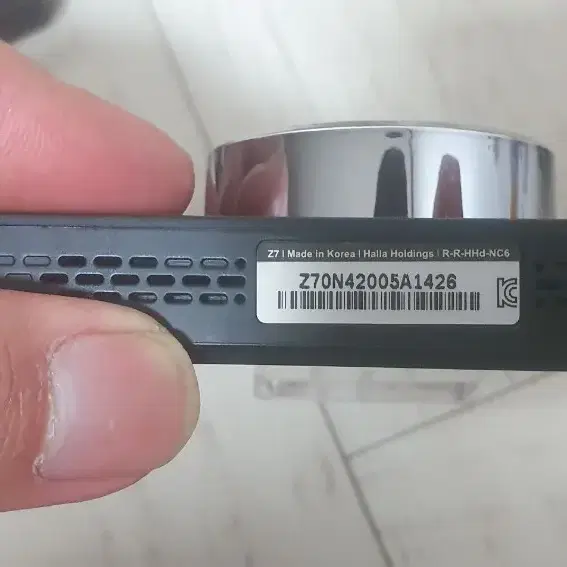 Z7 | Made in Korea | Halla Holdings | R-R-HHd-NC6
Z70N42005A1426